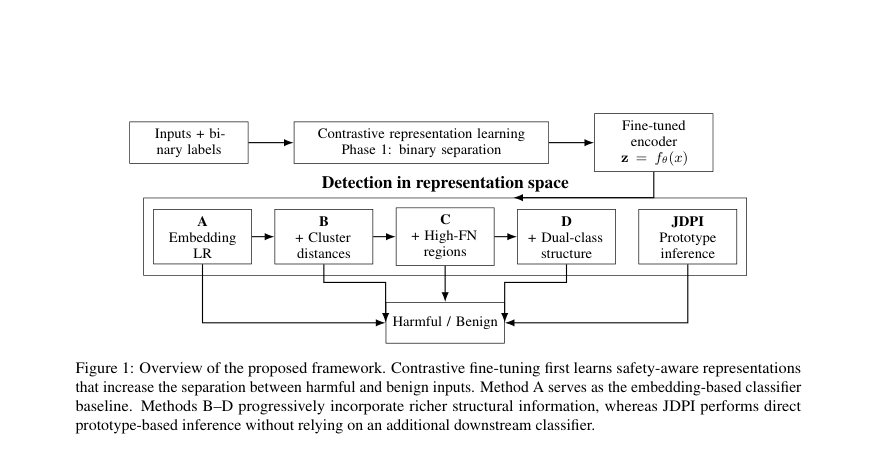 Inputs + bi-
nary labels
Contrastive representation learning
Phase 1: binary separation
Fine-tuned
encoder
z = fθ(x)
Detection in representation space
A
Embedding
LR
B
+ Cluster
distances
C
+ High-FN
regions
D
+ Dual-class
structure
JDPI
Prototype
inference
Harmful / Benign
Figure 1: Overview of the proposed framework. Contrastive fine-tuning first learns safety-aware representations
that increase the separation between harmful and benign inputs. Method A serves as the embedding-based classifier
baseline. Methods B–D progressively incorporate richer structural information, whereas JDPI performs direct
prototype-based inference without relying on an additional downstream classifier.